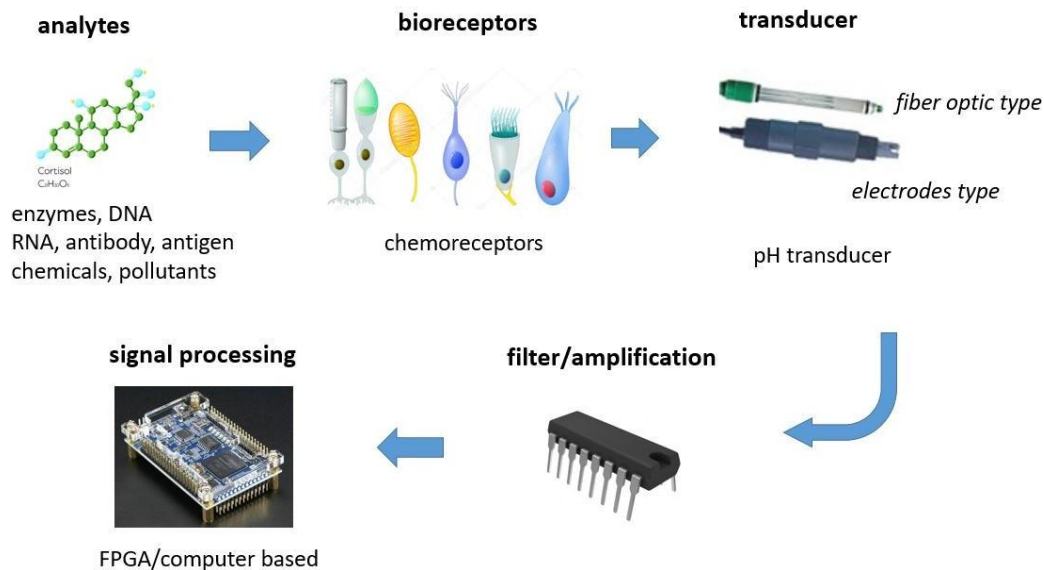 analytes
bioreceptors
transducer
fiber optic type
electrodes type
Cortisol
enzymes, DNA
RNA, antibody, antigen
chemicals, pollutants
chemoreceptors
pH transducer
signal processing
filter/amplification
FPGA/computer based